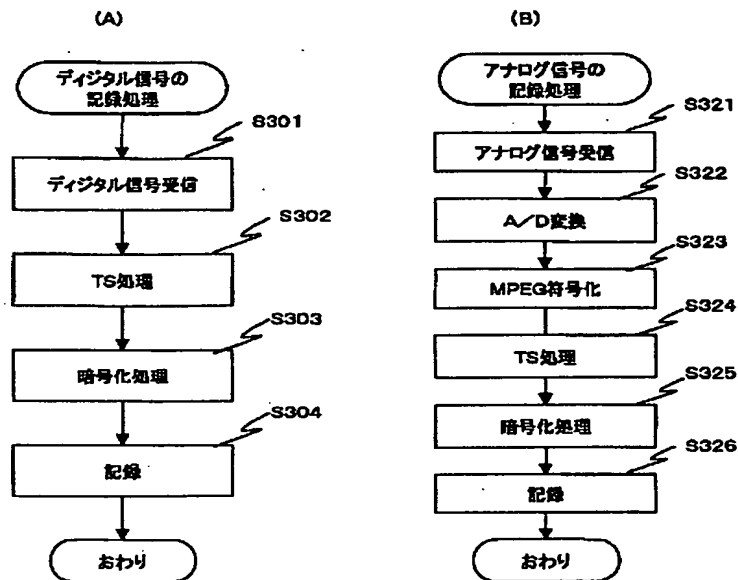 (A)
ディジタル信号の
記録処理
S301
ディジタル信号受信
S302
TS処理
S303
暗号化処理
S304
記録
おわり
(B)
アナログ信号の
記録処理
S321
アナログ信号受信
S322
A／D変換
S323
MPEG符号化
S324
TS処理
S325
暗号化処理
S326
記録
おわり